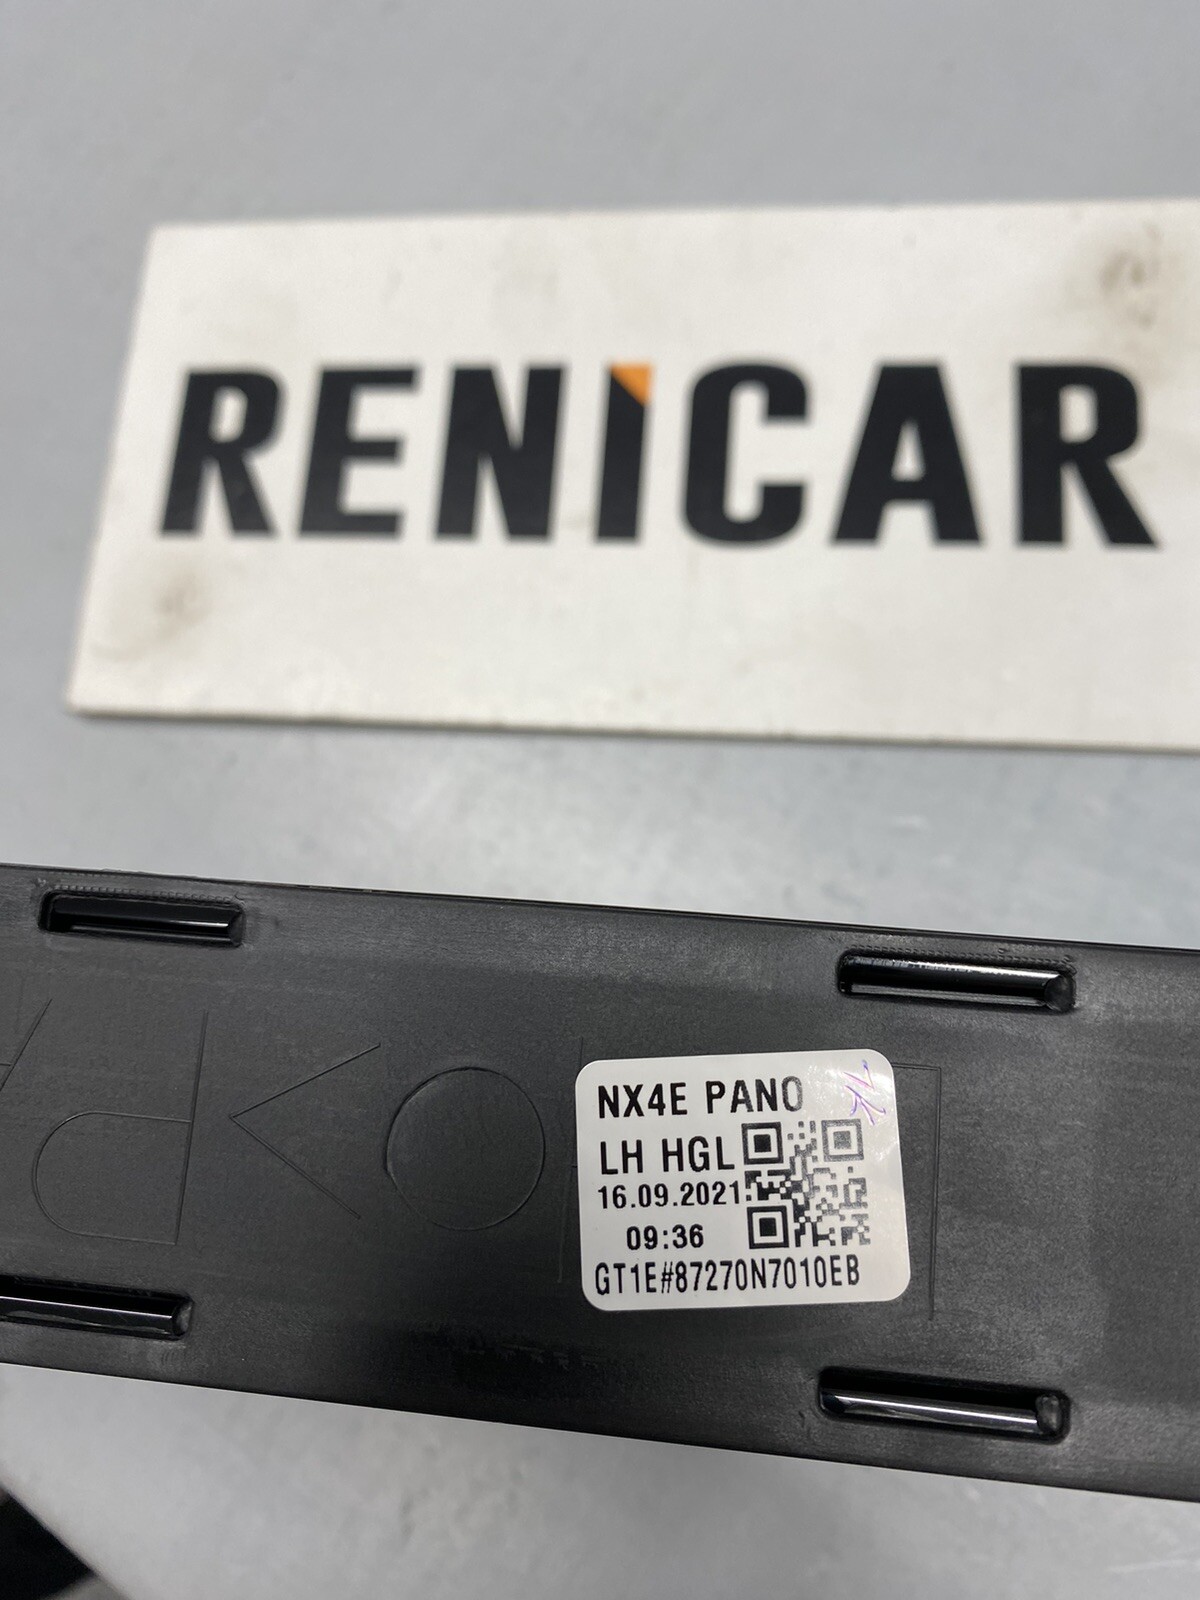 RENICAR
NX4E PANO
LH HGL
16.09.2021
09:36
GT1E#87270N7010EB